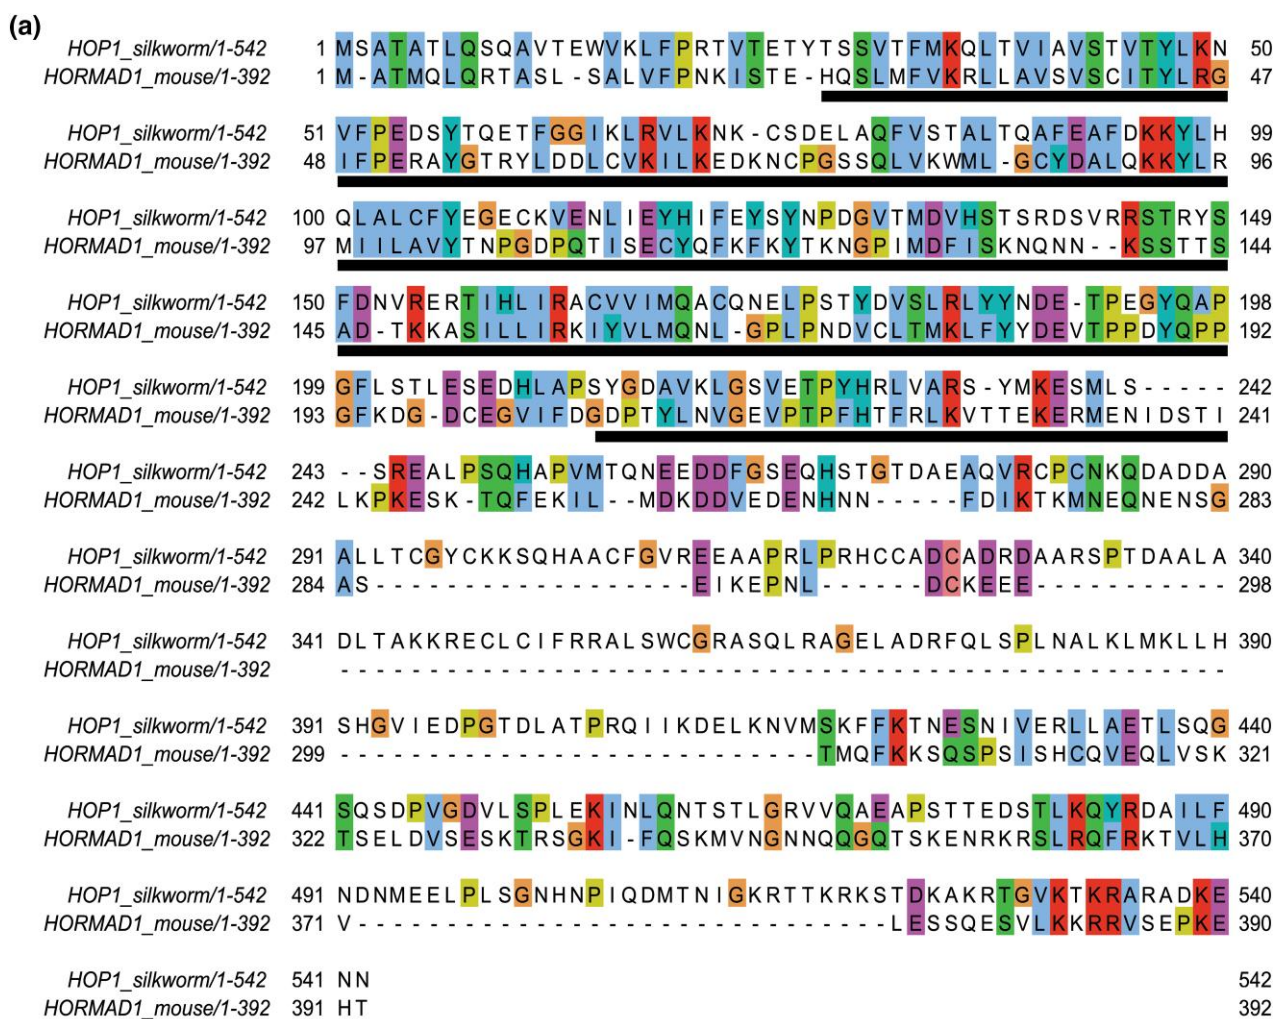 (a)
HOP1_silkworm/1-542 1 MSATATLQSQAVTEWVKLFPRTVTETYTSSVTFMKQLTVIAVSTVTYLKN 50
HORMAD1_mouse/1-392 1 M-ATMQLQRTASL-SALVFPNKISTE-HQSLMFVKRLLAVSVSCITYLRG 47
HOP1_silkworm/1-542 51 VFPEDSYTQETFGGIKLRVLKNK-CSDELAQFVSTALTQAFEAFDKKYLH 99
HORMAD1_mouse/1-392 48 IFPERAYGTRYLDDLCVKILKEDKNCPGSSQLVKWML-GCYDALQKKYLR 96
HOP1_silkworm/1-542 100 QLALCFYEGECKVENLIEYHIFEYSYNPDGVTMDVHSTSRDSVRRSTRYS 149
HORMAD1_mouse/1-392 97 MIILAVYTNPGDPQTISECYQFKFKYTKNGPIMDFISKNQNN--KSSTTS 144
HOP1_silkworm/1-542 150 FDNVRERTIHLIRACVVIMQACQNELPSTYDVSLRLYYNDE-TPEGYQAP 198
HORMAD1_mouse/1-392 145 AD-TKKASILLIRKIYVLMQNL-GPLPNDVCLTMKLFYYDEVTPPDYQPP 192
HOP1_silkworm/1-542 199 GFLSTLESEDHLAPSYGDAVKLGSVETPYHRLVARS-YMKESMLS----- 242
HORMAD1_mouse/1-392 193 GFKDG-DCEGVIFDGDPTYLNVGEVPTPFHTFRLKVTTEKERMENIDSTI 241
HOP1_silkworm/1-542 243 --SREALPSQHAPVMTQNEEDDFGSEQHSTGTDAEAQVRCPCNKQDADDA 290
HORMAD1_mouse/1-392 242 LKPKESK-TQFEKIL--MDKDDVEDENHNN-----FDIKTKMNEQNENSG 283
HOP1_silkworm/1-542 291 ALLTCGYCKKSQHAACFGVREEAAPRLPRHCCADCADRDAARSPTDAALA 340
HORMAD1_mouse/1-392 284 AS------------------EIKEPNL------DCKEEE----------- 298
HOP1_silkworm/1-542 341 DLTAKKRECLCIFRRALSWCGRASQLRAGELADRFQLSPLNALKLMKLLH 390
HORMAD1_mouse/1-392 --------------------------------------------------
HOP1_silkworm/1-542 391 SHGVIEDPGTDLATPRQIIKDELKNVMSKFFKTNESNIVERLLAETLSQG 440
HORMAD1_mouse/1-392 299 ---------------------------TMQFKKSQSPSISHCQVEQLVSK 321
HOP1_silkworm/1-542 441 SQSDPVGDVLSPLEKINLQNTSTLGRVVQAEAPSTTEDSTLKQYRDAILF 490
HORMAD1_mouse/1-392 322 TSELDVSESKTRSGKI-FQSKMVNGNNQQGQTSKENRKRSLRQFRKTVLH 370
HOP1_silkworm/1-542 491 NDNMEELPLSGNHNPIQDMTNIGKRTTKRKSTDKAKRTGVKTKRARADKE 540
HORMAD1_mouse/1-392 371 V------------------------------LESSQESVLKKRRVSEPKE 390
HOP1_silkworm/1-542 541 NN 542
HORMAD1_mouse/1-392 391 HT 392